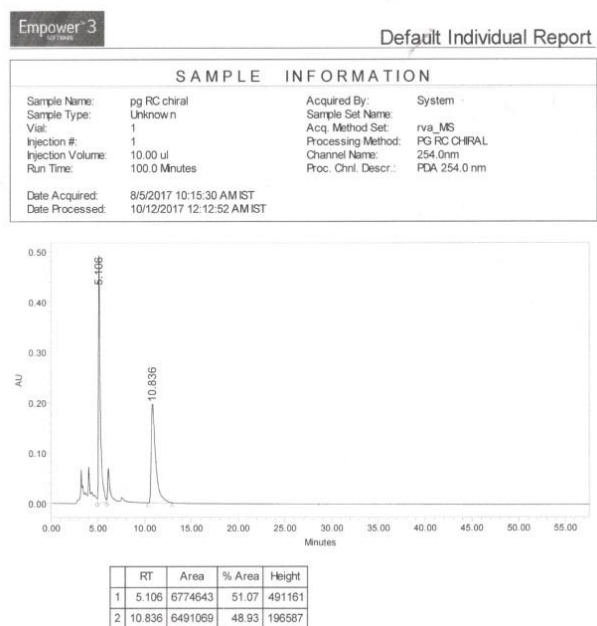 Empower™3
SOFTWARE
Default Individual Report
SAMPLE INFORMATION
Sample Name: pg RC chiral
Sample Type: Unknown
Vial: 1
Injection #: 1
Injection Volume: 10.00 ul
Run Time: 100.0 Minutes
Date Acquired: 8/5/2017 10:15:30 AM IST
Date Processed: 10/12/2017 12:12:52 AM IST
Acquired By: System
Sample Set Name:
Acq. Method Set: rva_MS
Processing Method: PG RC CHIRAL
Channel Name: 254.0nm
Proc. Chnl. Descr.: PDA 254.0 nm
0.50
0.40
0.30
0.20
0.10
0.00
AU
5.106
10.836
0.00 5.00 10.00 15.00 20.00 25.00 30.00 35.00 40.00 45.00 50.00 55.00
Minutes
RT Area % Area Height
1 5.106 6774643 51.07 491161
2 10.836 6491069 48.93 196587